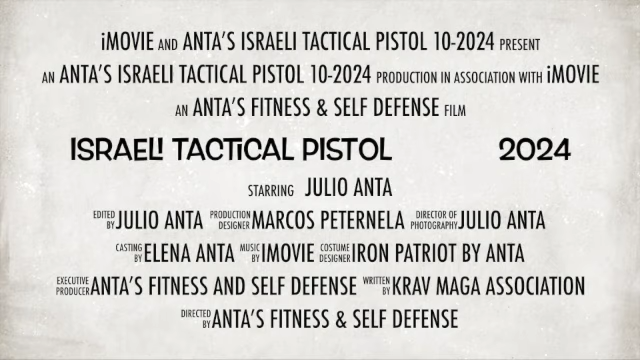 iMOVIE AND ANTA'S ISRAELI TACTICAL PISTOL 10-2024 PRESENT
AN ANTA'S ISRAELI TACTICAL PISTOL 10-2024 PRODUCTION IN ASSOCIATION WITH iMOVIE
AN ANTA'S FITNESS & SELF DEFENSE FILM
ISRAELI TACTICAL PISTOL 2024
STARRING JULIO ANTA
EDITED BY JULIO ANTA PRODUCTION DESIGNER MARCOS PETERNELA DIRECTOR OF PHOTOGRAPHY JULIO ANTA
CASTING BY ELENA ANTA MUSIC BY IMOVIE COSTUME DESIGNER IRON PATRIOT BY ANTA
EXECUTIVE PRODUCER ANTA'S FITNESS AND SELF DEFENSE WRITTEN BY KRAV MAGA ASSOCIATION
DIRECTED BY ANTA'S FITNESS & SELF DEFENSE